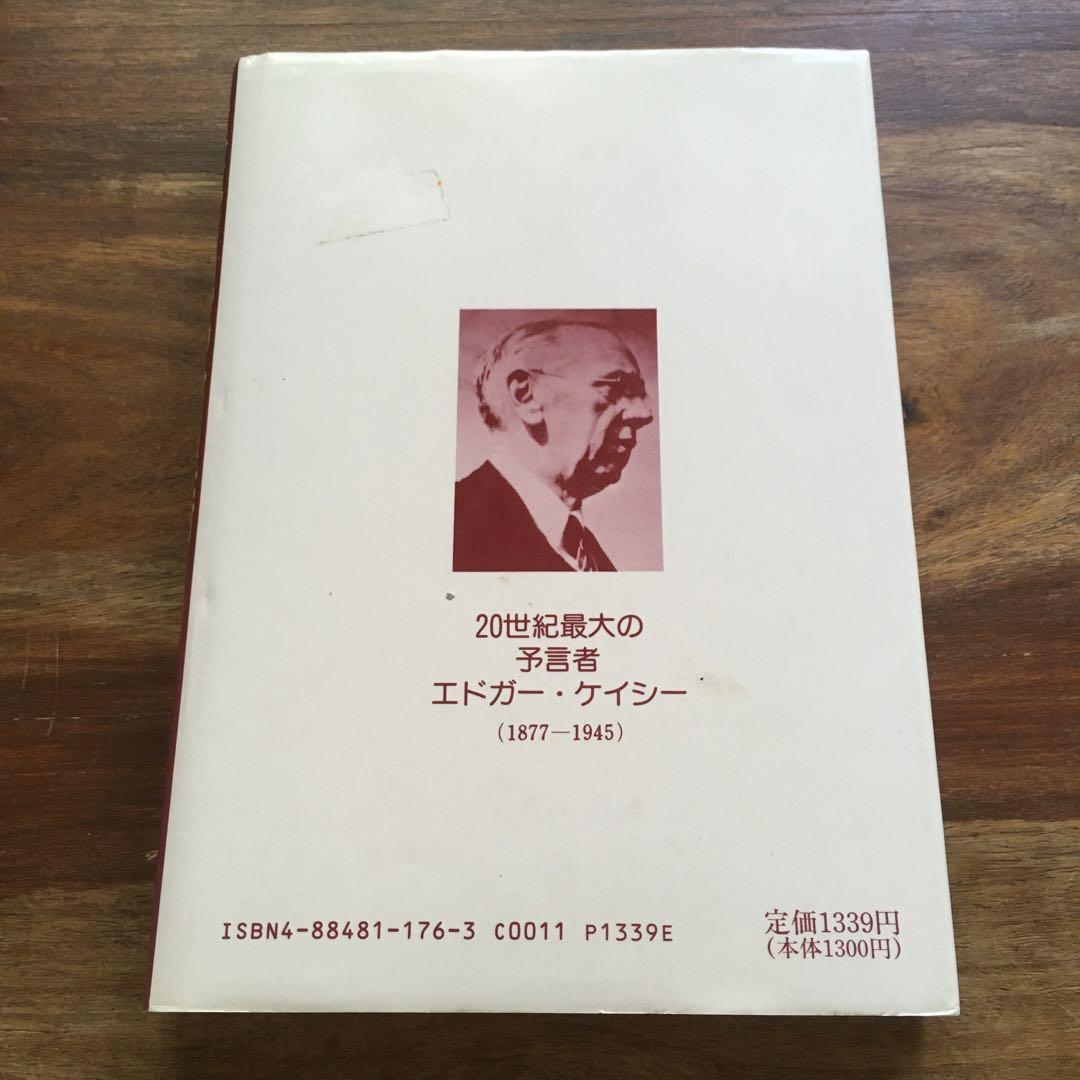 20世紀最大の
予言者
エドガー・ケイシー
(1877—1945)
ISBN4-88481-176-3 C0011 P1339E
定価1339円
(本体1300円)